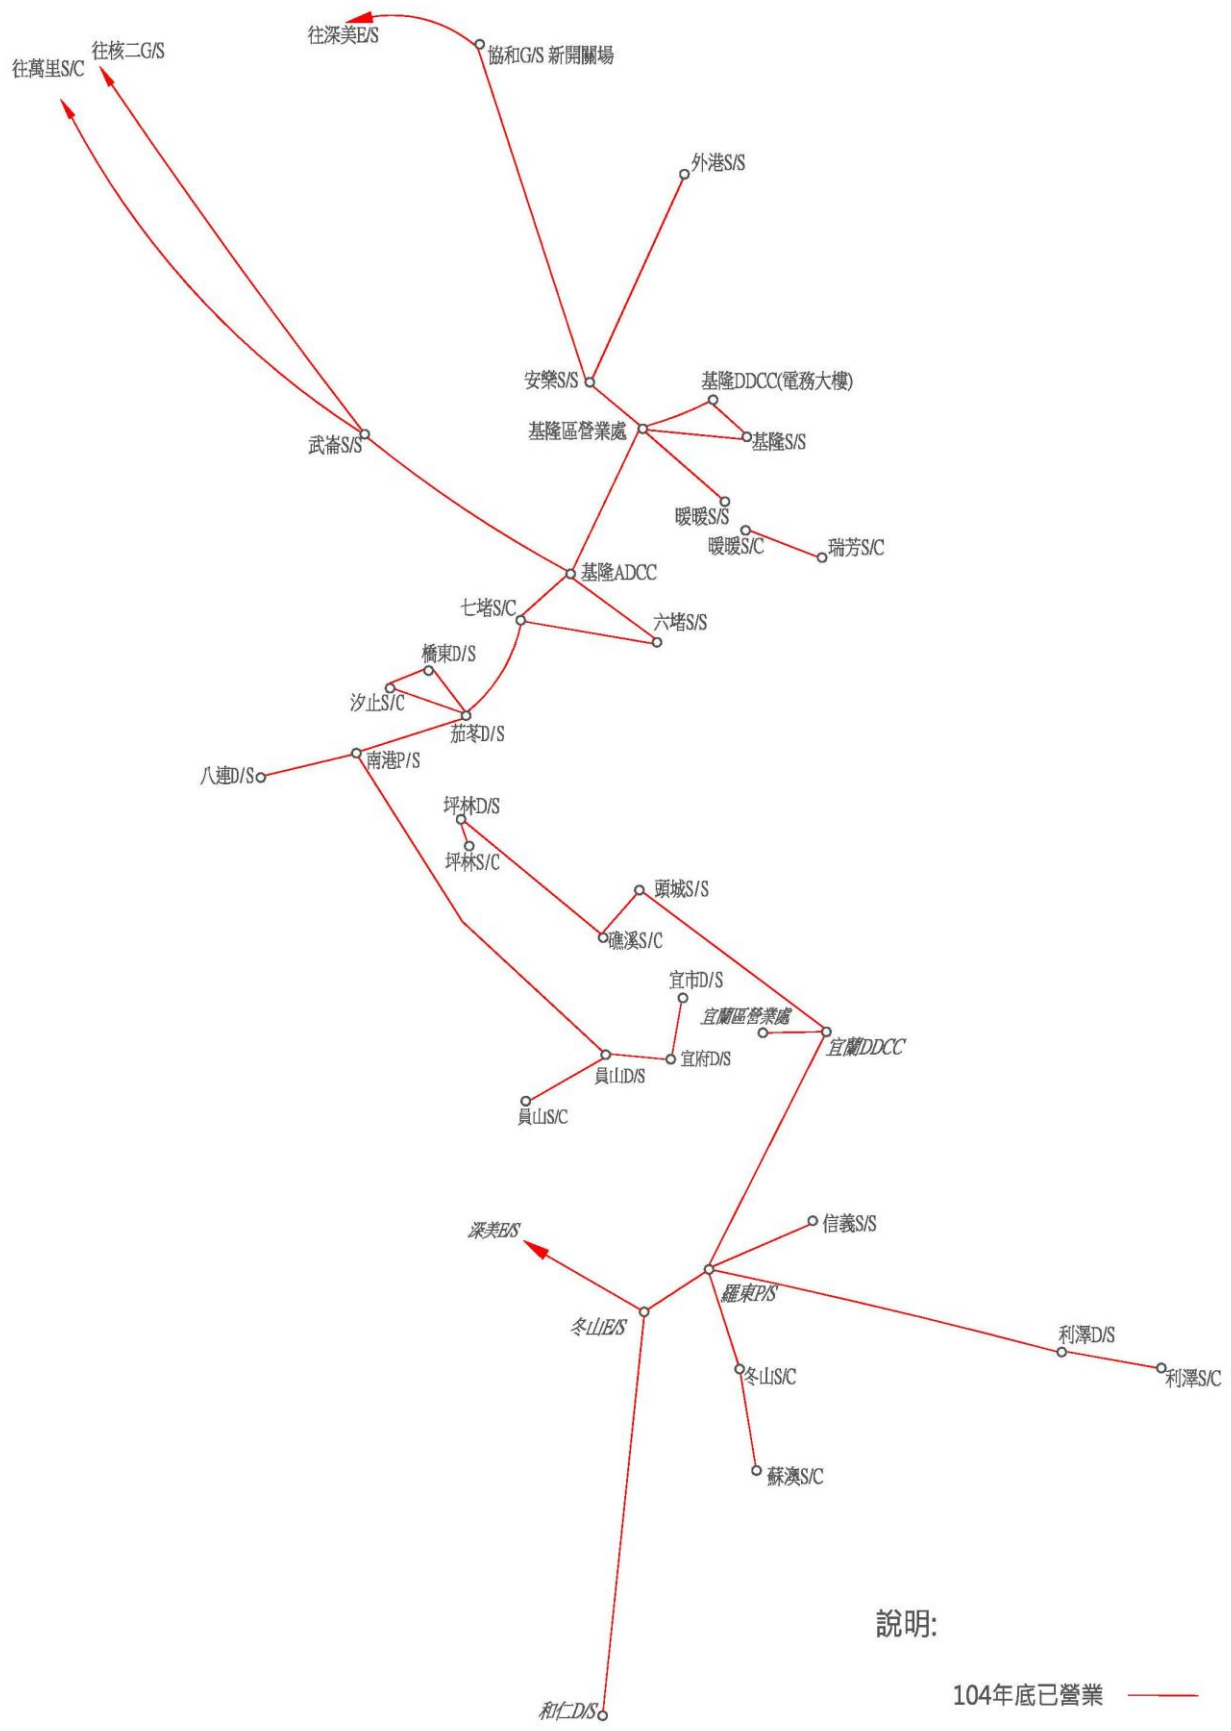 往深美E/S
協和G/S 新開關場
往核二G/S
往萬里S/C
外港S/S
安樂S/S
基隆DDCC(電務大樓)
基隆區營業處
基隆S/S
武崙S/S
暖暖S/S
暖暖S/C
瑞芳S/C
基隆ADCC
七堵S/C
六堵S/S
橋東D/S
汐止S/C
茄苳D/S
南港P/S
八連D/S
坪林D/S
坪林S/C
頭城S/S
礁溪S/C
宜市D/S
宜蘭區營業處
宜蘭DDCC
宜府D/S
員山D/S
員山S/C
信義S/S
深美E/S
羅東P/S
冬山E/S
利澤D/S
利澤S/C
冬山S/C
蘇澳S/C
說明:
104年底已營業
和仁D/S